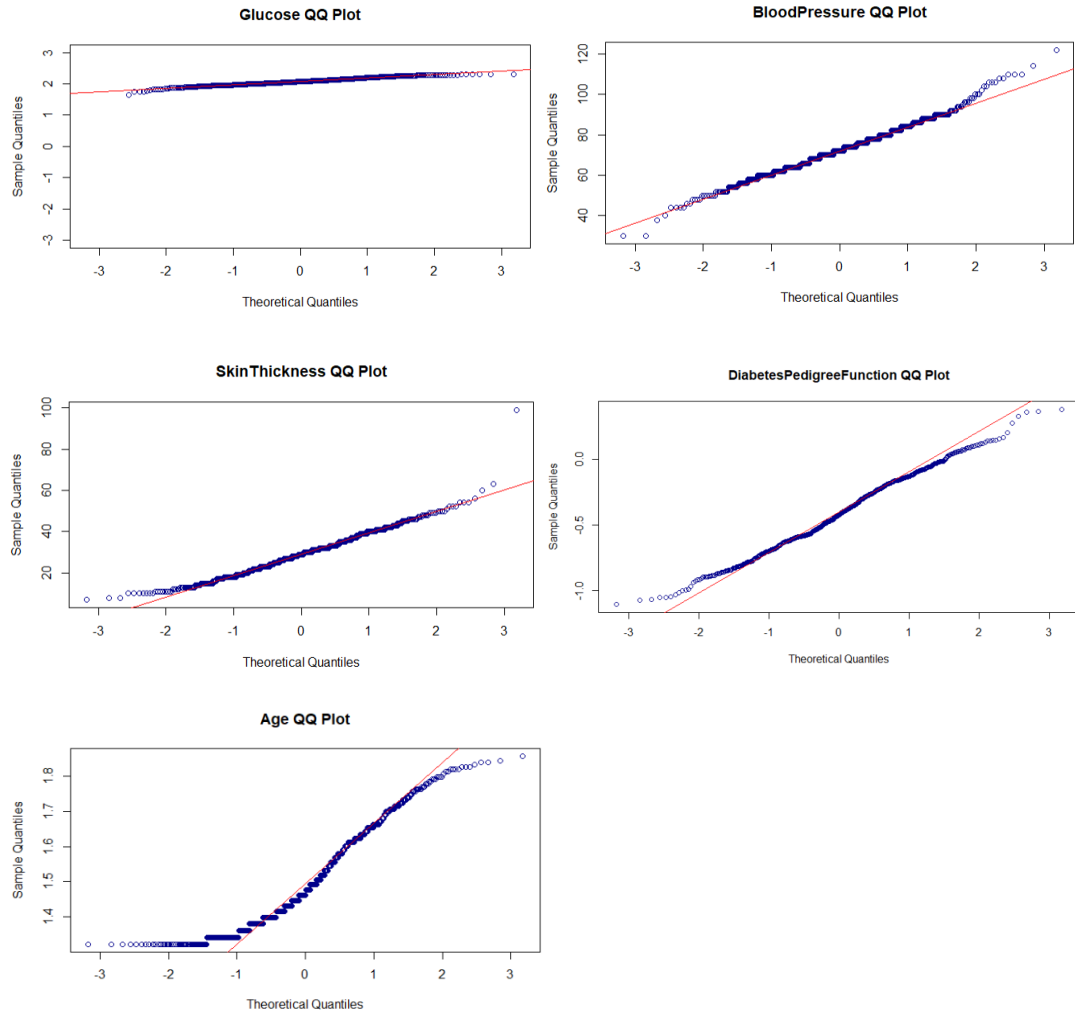 Glucose QQ Plot
3
2
1
0
-1
-2
-3
Sample Quantiles
-3 -2 -1 0 1 2 3
Theoretical Quantiles
BloodPressure QQ Plot
120
100
80
60
40
Sample Quantiles
-3 -2 -1 0 1 2 3
Theoretical Quantiles
SkinThickness QQ Plot
100
80
60
40
20
Sample Quantiles
-3 -2 -1 0 1 2 3
Theoretical Quantiles
DiabetesPedigreeFunction QQ Plot
0.0
-0.5
-1.0
Sample Quantiles
-3 -2 -1 0 1 2 3
Theoretical Quantiles
Age QQ Plot
1.8
1.7
1.6
1.5
1.4
Sample Quantiles
-3 -2 -1 0 1 2 3
Theoretical Quantiles